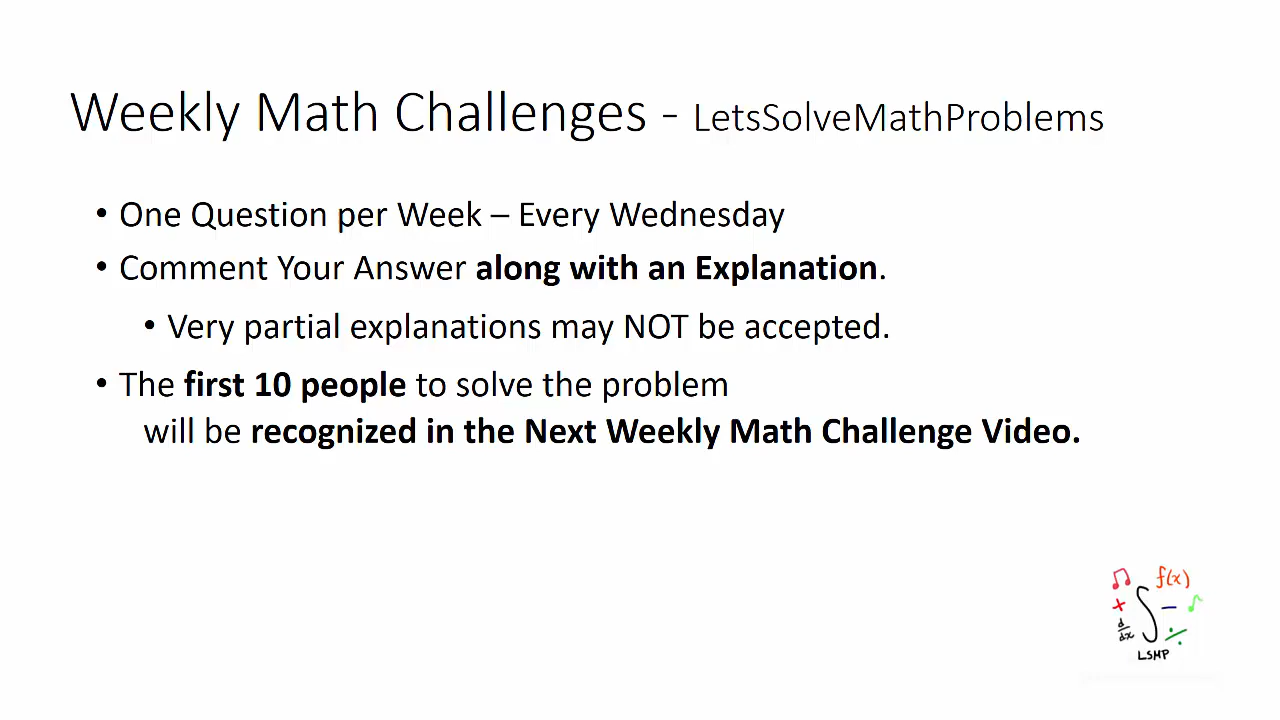 Weekly Math Challenges - LetsSolveMathProblems
• One Question per Week – Every Wednesday
• Comment Your Answer along with an Explanation.
• Very partial explanations may NOT be accepted.
• The first 10 people to solve the problem
will be recognized in the Next Weekly Math Challenge Video.
f(x)
+ ∫ −
d/dx ÷
LSMP